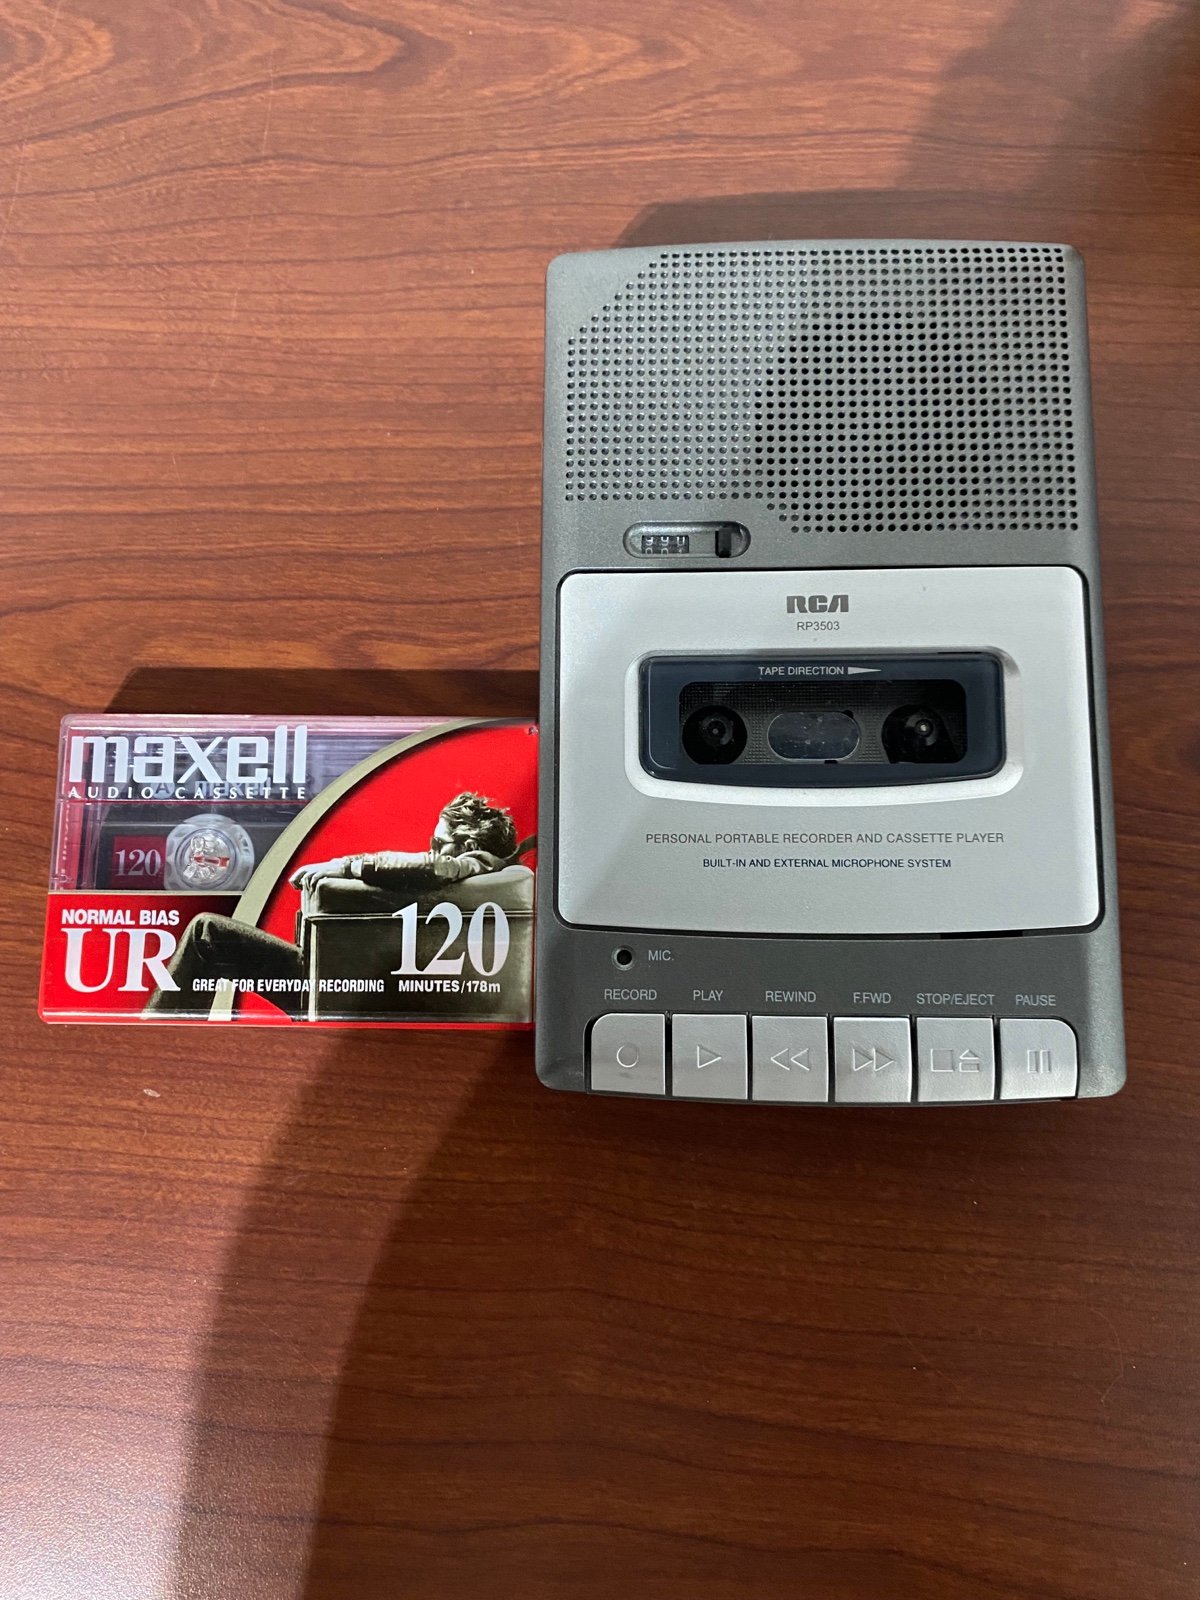 maxell
AUDIO CASSETTE
120
NORMAL BIAS
UR
GREAT FOR EVERYDAY RECORDING
120
MINUTES/178m
RCA
RP3503
TAPE DIRECTION
PERSONAL PORTABLE RECORDER AND CASSETTE PLAYER
BUILT-IN AND EXTERNAL MICROPHONE SYSTEM
MIC.
RECORD PLAY REWIND F.FWD STOP/EJECT PAUSE